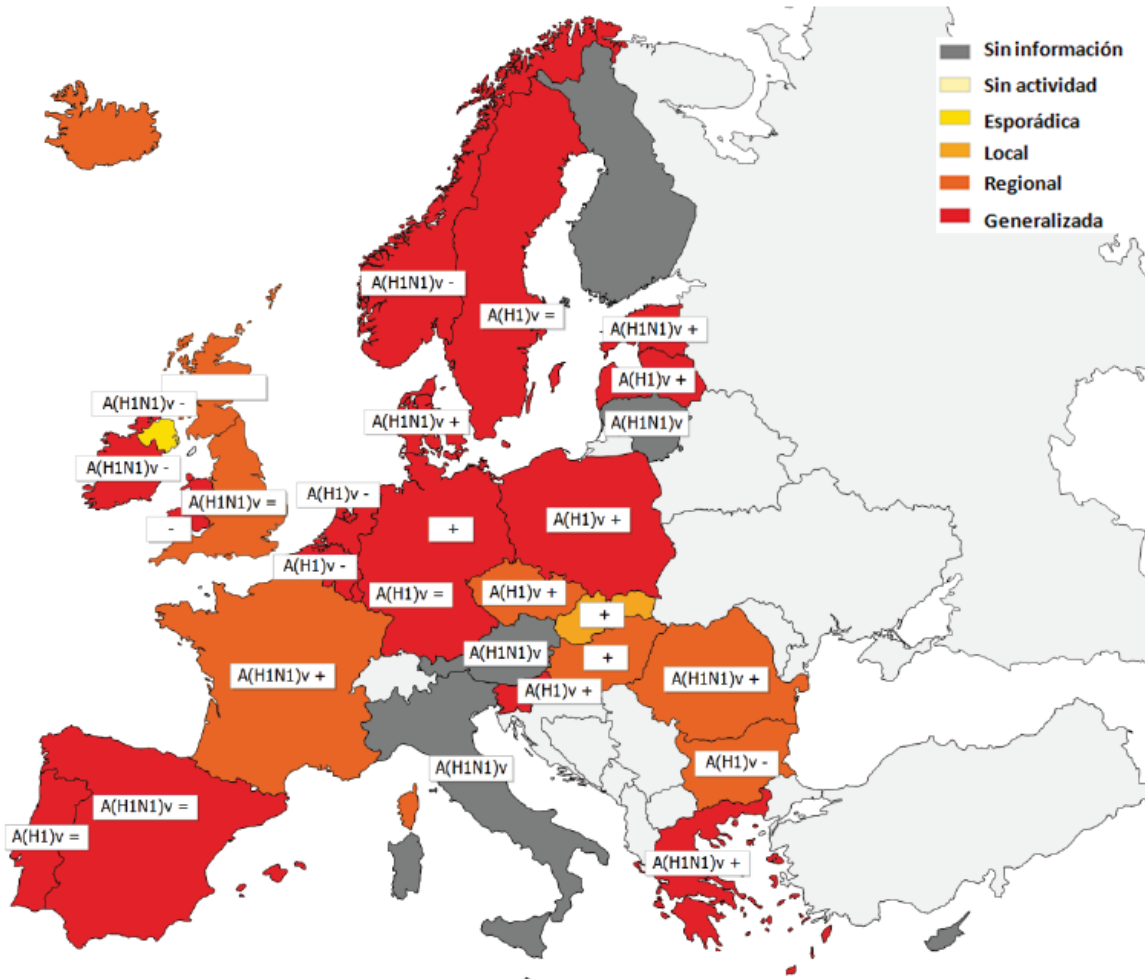 Sin información
Sin actividad
Esporádica
Local
Regional
Generalizada
A(H1N1)v -
A(H1)v =
A(H1N1)v +
A(H1)v +
A(H1N1)v -
A(H1N1)v +
A(H1N1)v
A(H1N1)v -
A(H1)v -
A(H1N1)v =
-
+
A(H1)v +
A(H1)v -
A(H1)v =
A(H1)v +
+
A(H1N1)v
+
A(H1N1)v +
A(H1N1)v +
A(H1)v +
A(H1)v -
A(H1N1)v
A(H1N1)v =
A(H1)v =
A(H1N1)v +